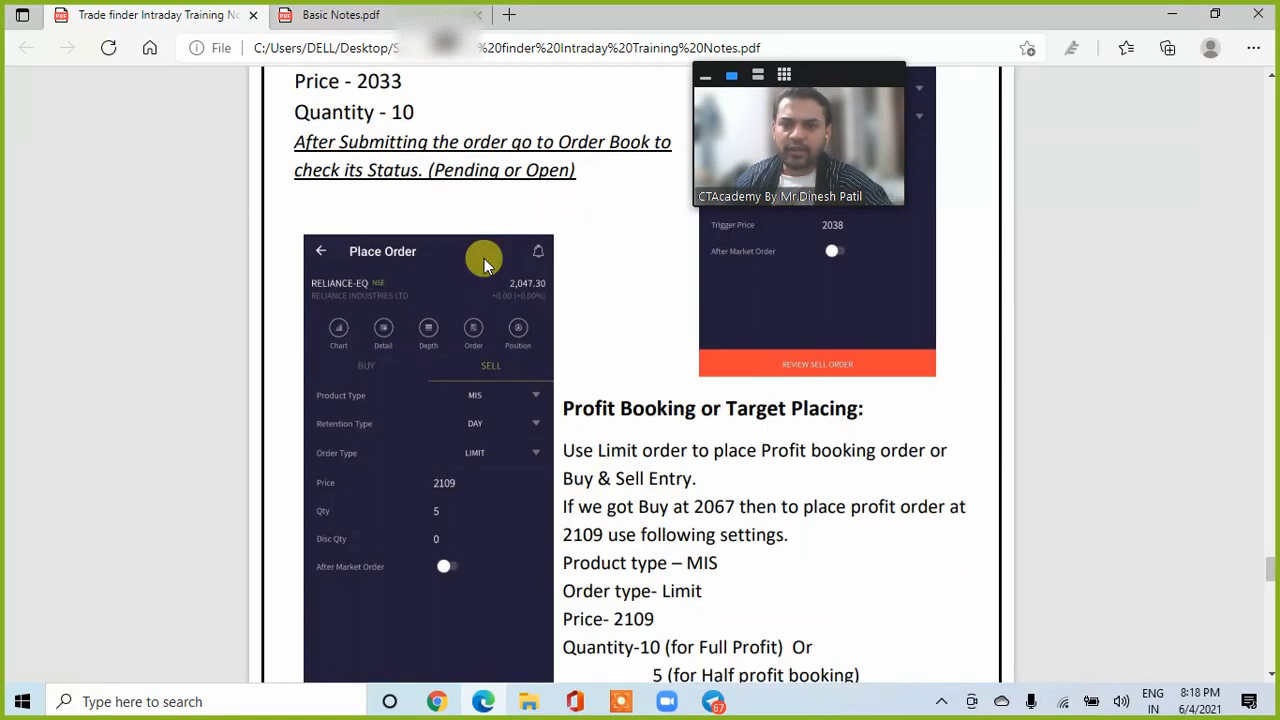 Trade finder Intraday Training No
Basic Notes.pdf
File
C:/Users/DELL/Desktop/S
%20finder%20Intraday%20Training%20Notes.pdf
Price - 2033
Quantity - 10
After Submitting the order go to Order Book to
check its Status. (Pending or Open)
CTAcademy By Mr.Dinesh Patil
Trigger Price 2038
After Market Order
REVIEW SELL ORDER
Place Order
RELIANCE-EQ NSE 2,047.30
RELIANCE INDUSTRIES LTD +0.00 (+0.00%)
Chart Detail Depth Order Position
BUY SELL
Product Type MIS
Retention Type DAY
Order Type LIMIT
Price 2109
Qty 5
Disc Qty 0
After Market Order
Profit Booking or Target Placing:
Use Limit order to place Profit booking order or
Buy & Sell Entry.
If we got Buy at 2067 then to place profit order at
2109 use following settings.
Product type – MIS
Order type- Limit
Price- 2109
Quantity-10 (for Full Profit) Or
5 (for Half profit booking)
Type here to search
67
ENG
IN
8:18 PM
6/4/2021